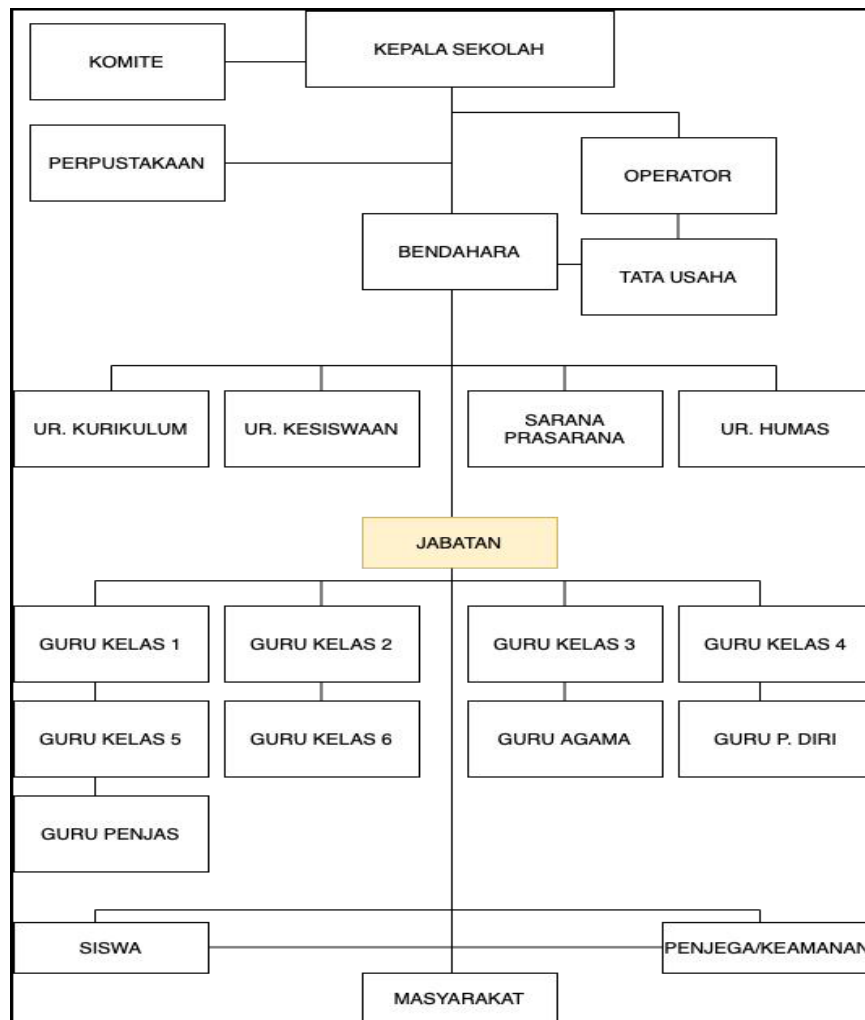 KEPALA SEKOLAH
KOMITE
PERPUSTAKAAN
OPERATOR
BENDAHARA
TATA USAHA
UR. KURIKULUM
UR. KESISWAAN
SARANA
PRASARANA
UR. HUMAS
JABATAN
GURU KELAS 1
GURU KELAS 2
GURU KELAS 3
GURU KELAS 4
GURU KELAS 5
GURU KELAS 6
GURU AGAMA
GURU P. DIRI
GURU PENJAS
SISWA
PENJEGA/KEAMANAN
MASYARAKAT